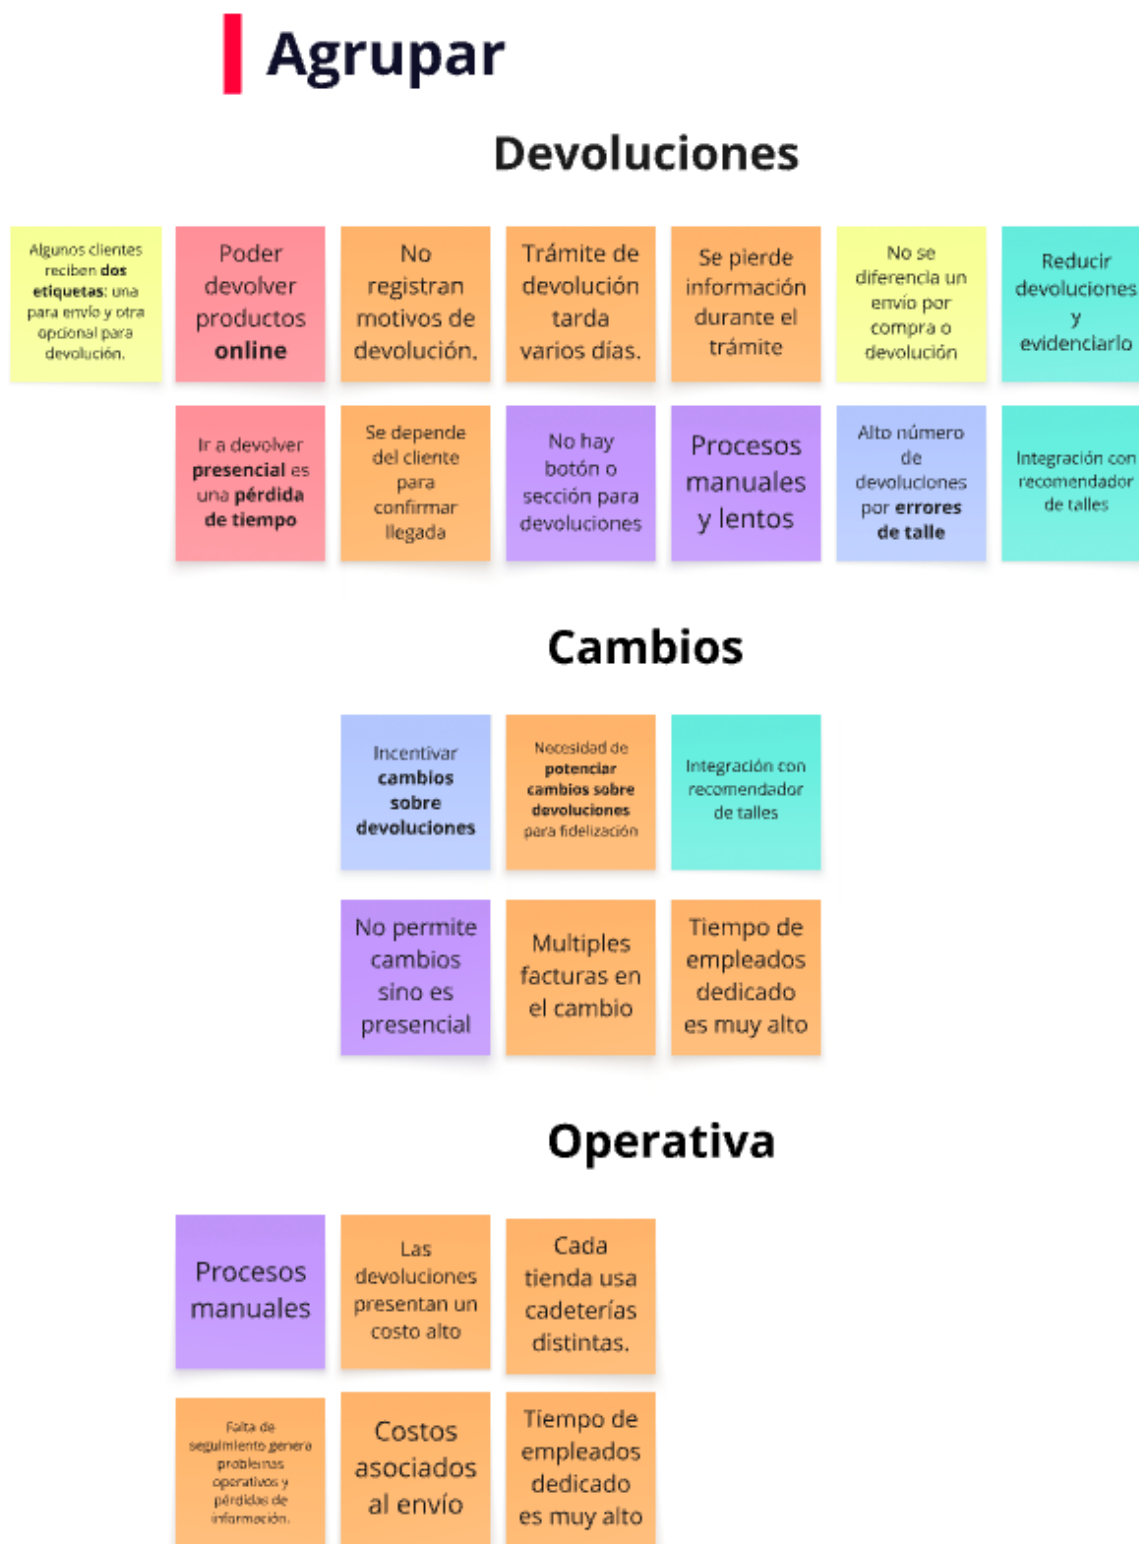 Agrupar
Devoluciones
Algunos clientes
reciben dos
etiquetas: una
para envío y otra
opcional para
devolución.
Poder
devolver
productos
online
No
registran
motivos de
devolución.
Trámite de
devolución
tarda
varios días.
Se pierde
información
durante el
trámite
No se
diferencia un
envío por
compra o
devolución
Reducir
devoluciones
y
evidenciarlo
Ir a devolver
presencial es
una pérdida
de tiempo
Se depende
del cliente
para
confirmar
llegada
No hay
botón o
sección para
devoluciones
Procesos
manuales
y lentos
Alto número
de
devoluciones
por errores
de talle
Integración con
recomendador
de talles
Cambios
Incentivar
cambios
sobre
devoluciones
Necesidad de
potenciar
cambios sobre
devoluciones
para fidelización
Integración con
recomendador
de talles
No permite
cambios
sino es
presencial
Multiples
facturas en
el cambio
Tiempo de
empleados
dedicado
es muy alto
Operativa
Procesos
manuales
Las
devoluciones
presentan un
costo alto
Cada
tienda usa
cadeterías
distintas.
Falta de
seguimiento genera
problemas
operativos y
pérdidas de
información.
Costos
asociados
al envío
Tiempo de
empleados
dedicado
es muy alto